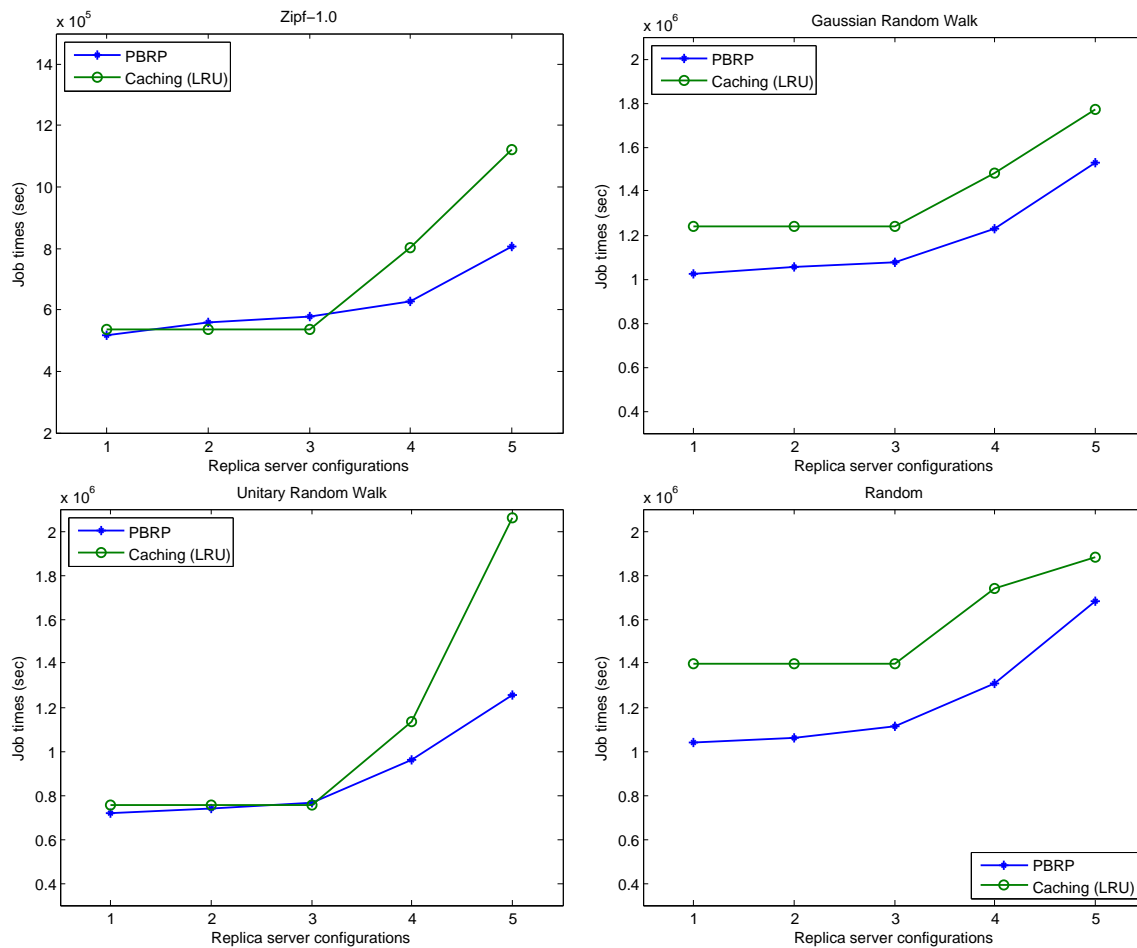 Zipf−1.0
x 10^5
PBRP
Caching (LRU)
14
12
10
8
6
4
2
Job times (sec)
1 2 3 4 5
Replica server configurations
Gaussian Random Walk
x 10^6
PBRP
Caching (LRU)
2
1.8
1.6
1.4
1.2
1
0.8
0.6
0.4
Job times (sec)
1 2 3 4 5
Replica server configurations
Unitary Random Walk
x 10^6
PBRP
Caching (LRU)
2
1.8
1.6
1.4
1.2
1
0.8
0.6
0.4
Job times (sec)
1 2 3 4 5
Replica server configurations
Random
x 10^6
2
1.8
1.6
1.4
1.2
1
0.8
0.6
0.4
Job times (sec)
PBRP
Caching (LRU)
1 2 3 4 5
Replica server configurations